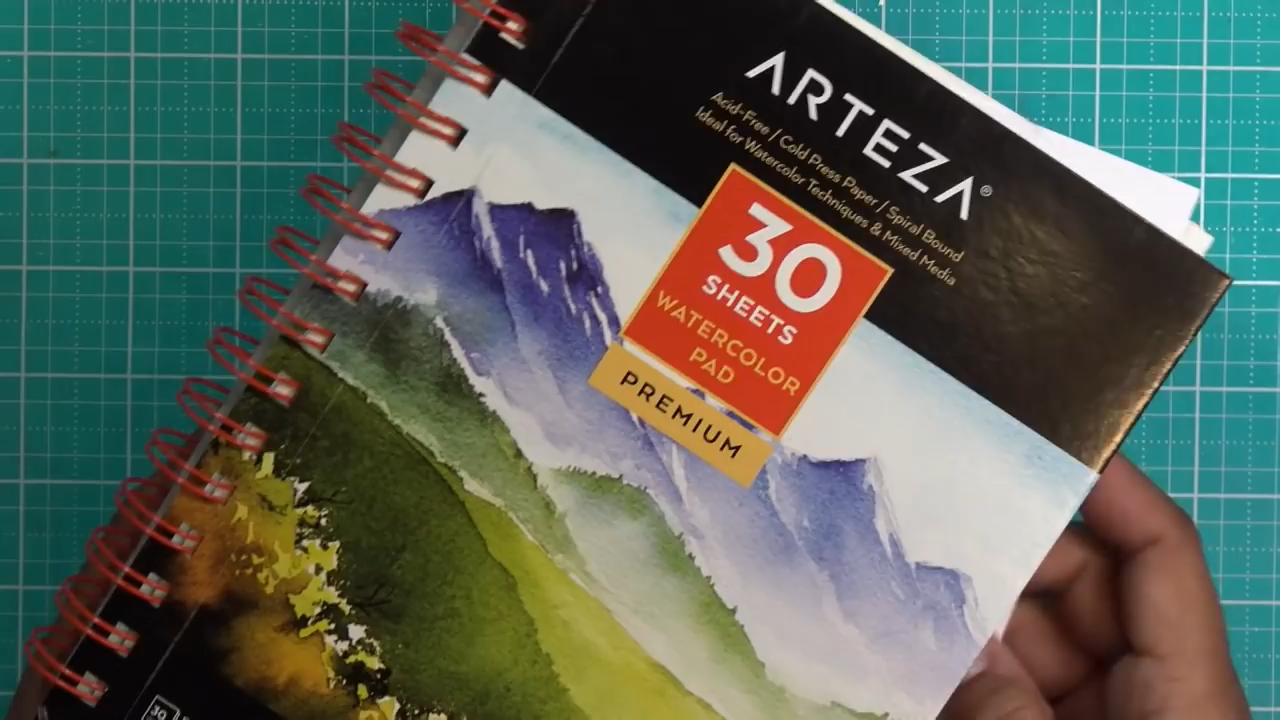 ARTEZA®
Acid-Free / Cold Press Paper / Spiral Bound
Ideal for Watercolor Techniques & Mixed Media
30
SHEETS
WATERCOLOR
PAD
PREMIUM
30